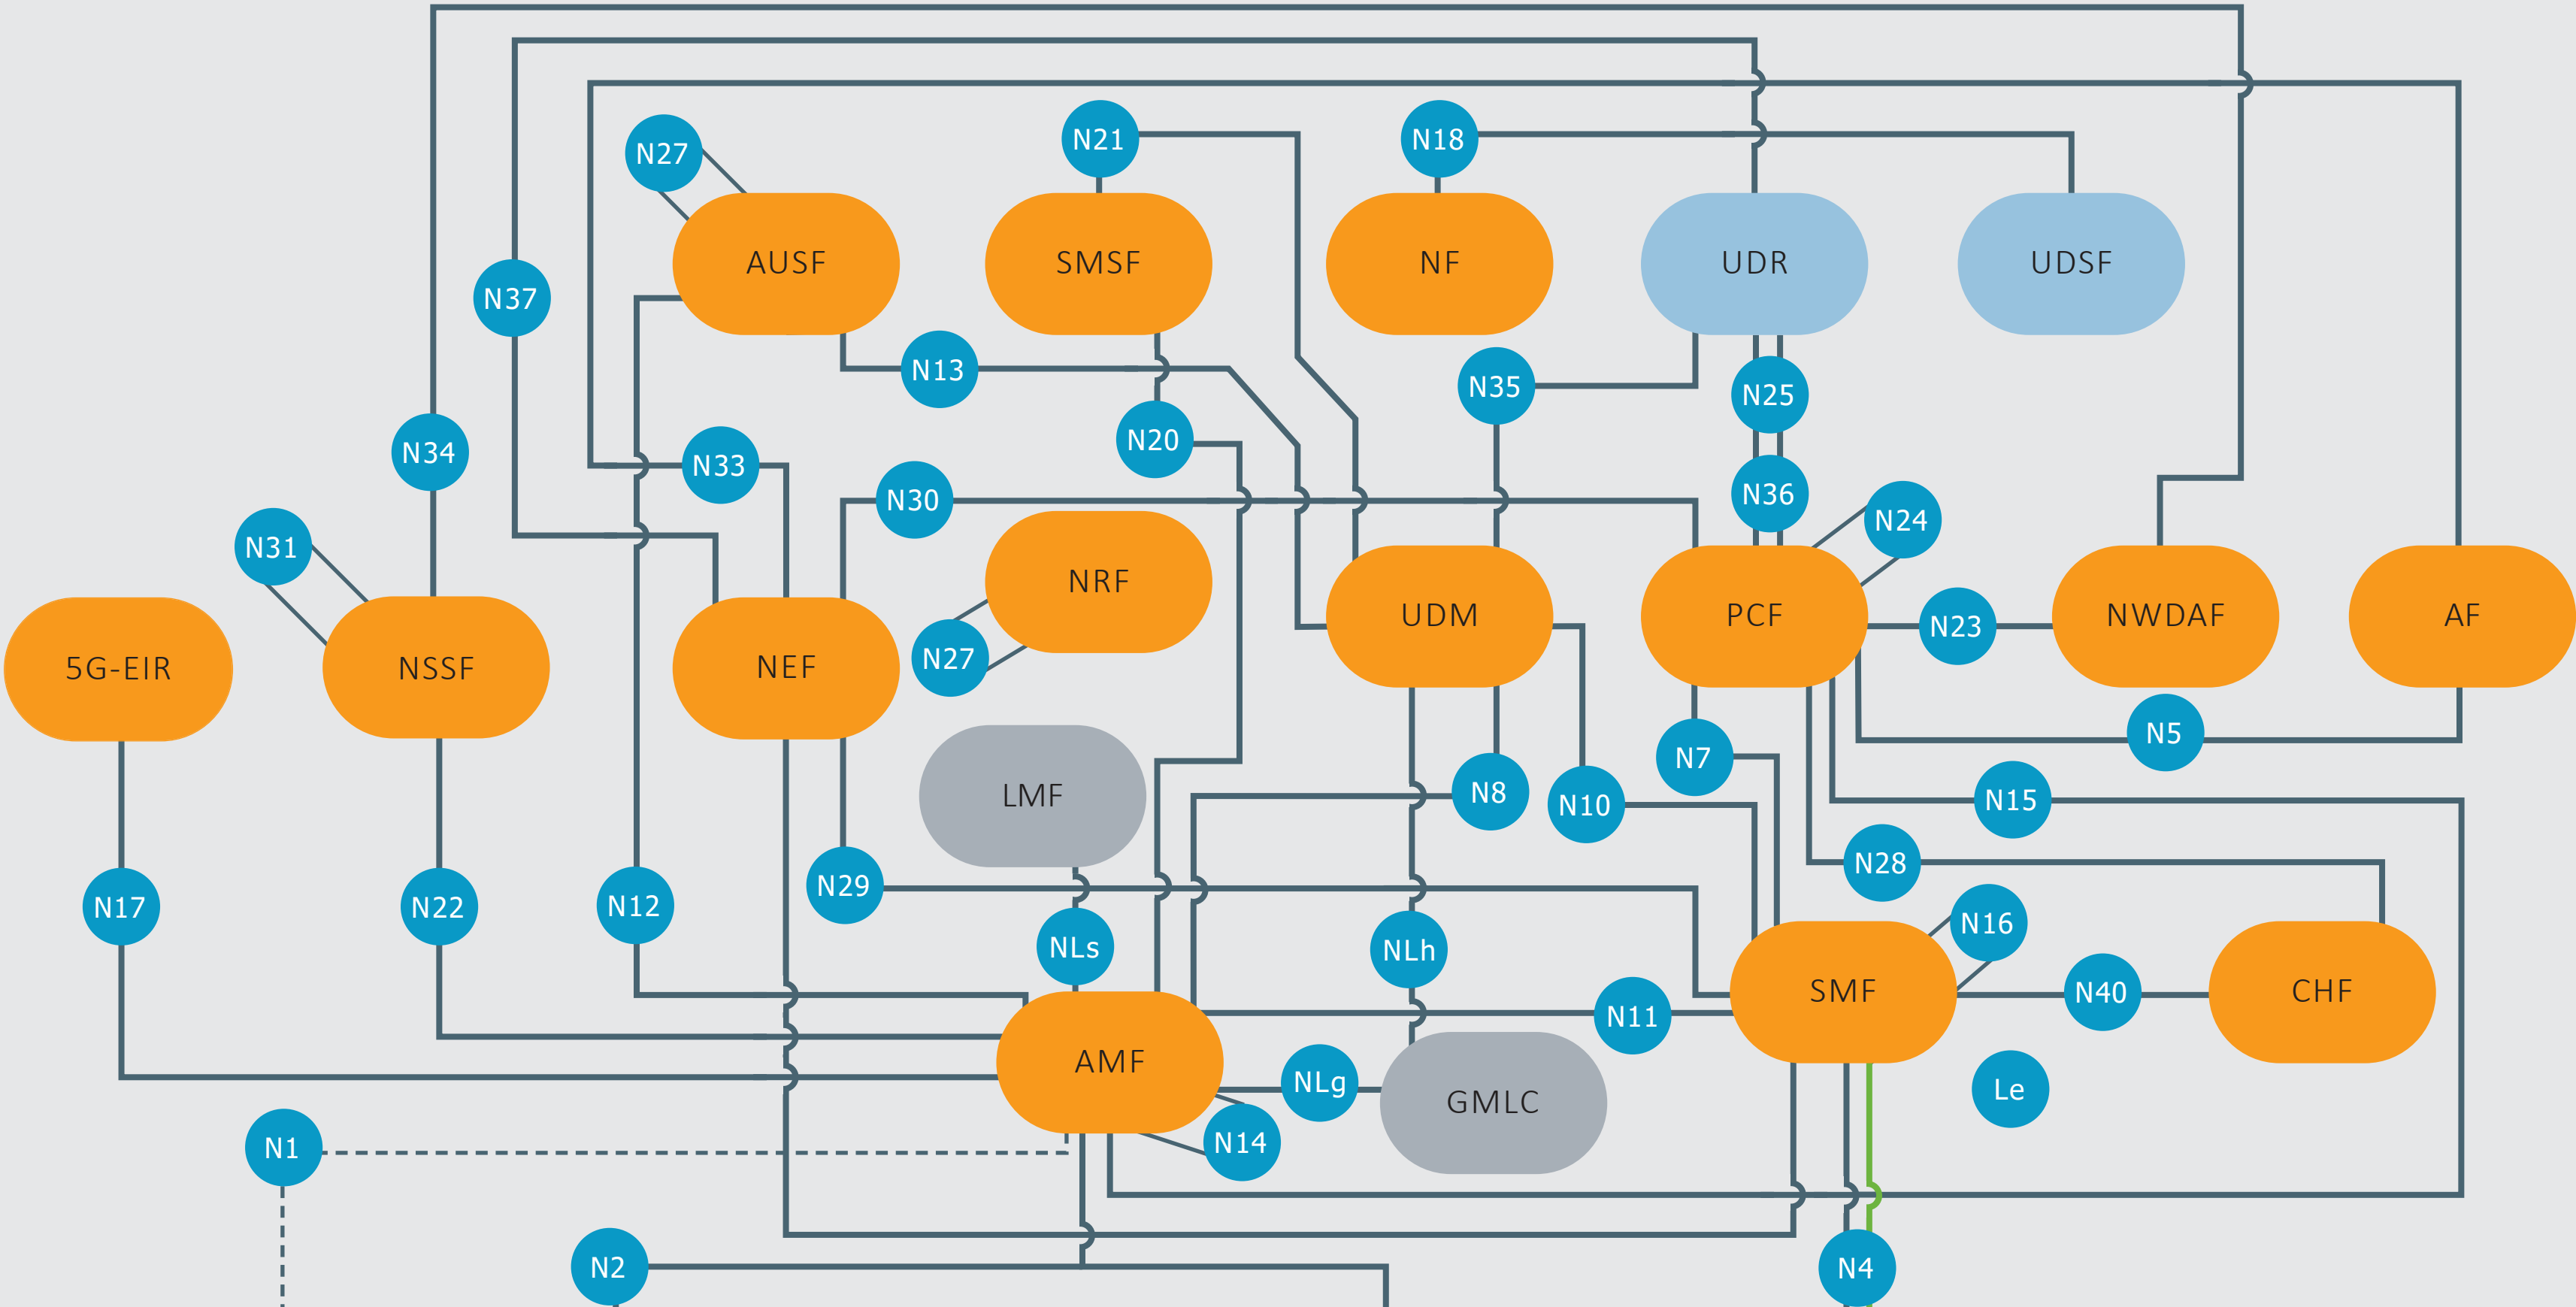 N21
N18
N27
AUSF
SMSF
NF
UDR
UDSF
N37
N13
N35
N25
N20
N34
N33
N36
N30
N24
N31
NRF
UDM
PCF
N23
NWDAF
AF
5G-EIR
NSSF
NEF
N27
N5
N7
LMF
N8
N10
N15
N28
N29
N17
N22
N12
N16
NLs
NLh
SMF
N40
CHF
N11
AMF
NLg
GMLC
Le
N1
N14
N2
N4